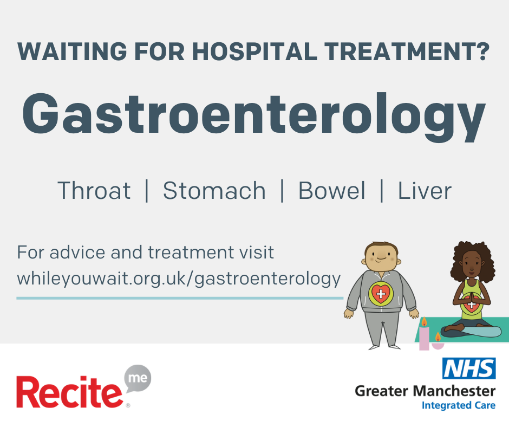 WAITING FOR HOSPITAL TREATMENT?
Gastroenterology
Throat | Stomach | Bowel | Liver
For advice and treatment visit
whileyouwait.org.uk/gastroenterology
Recite me
NHS
Greater Manchester
Integrated Care